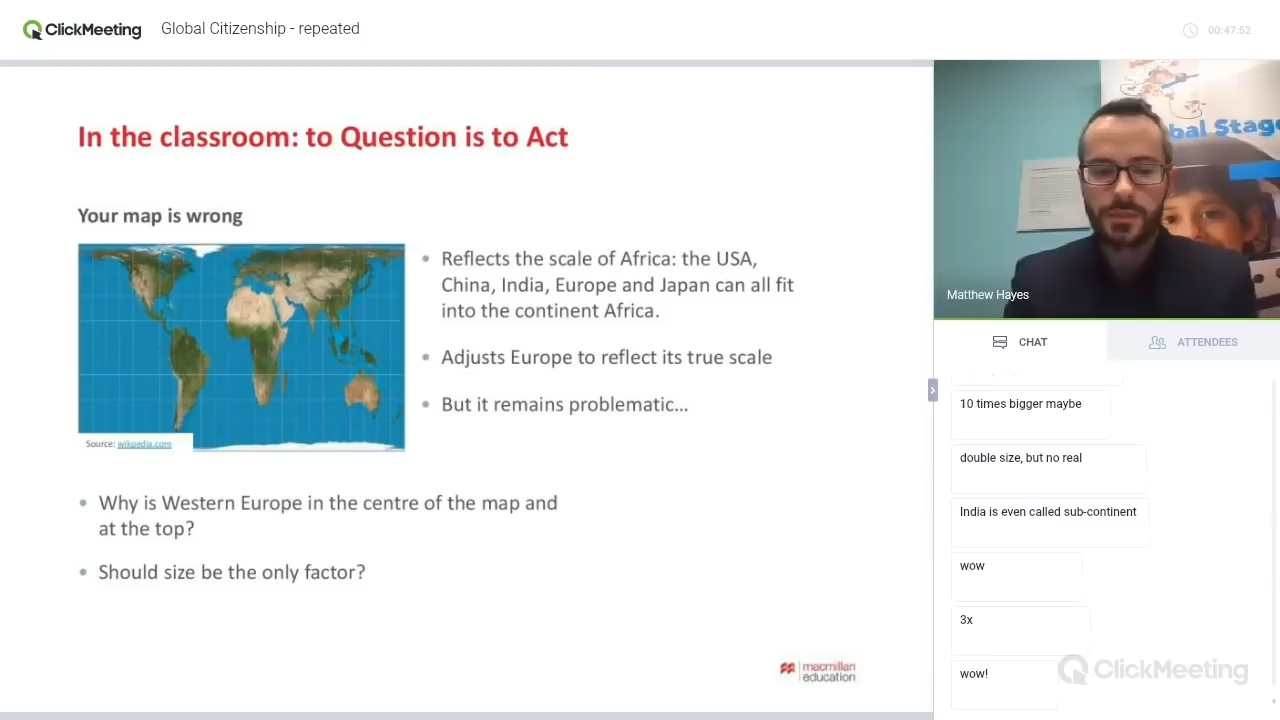 ClickMeeting
Global Citizenship - repeated
00:47:52
In the classroom: to Question is to Act
Your map is wrong
Source: wikpedia.com
• Reflects the scale of Africa: the USA,
China, India, Europe and Japan can all fit
into the continent Africa.
• Adjusts Europe to reflect its true scale
• But it remains problematic...
• Why is Western Europe in the centre of the map and
at the top?
• Should size be the only factor?
macmillan
education
bal Stage
Matthew Hayes
CHAT
ATTENDEES
10 times bigger maybe
double size, but no real
India is even called sub-continent
wow
3x
wow!
ClickMeeting